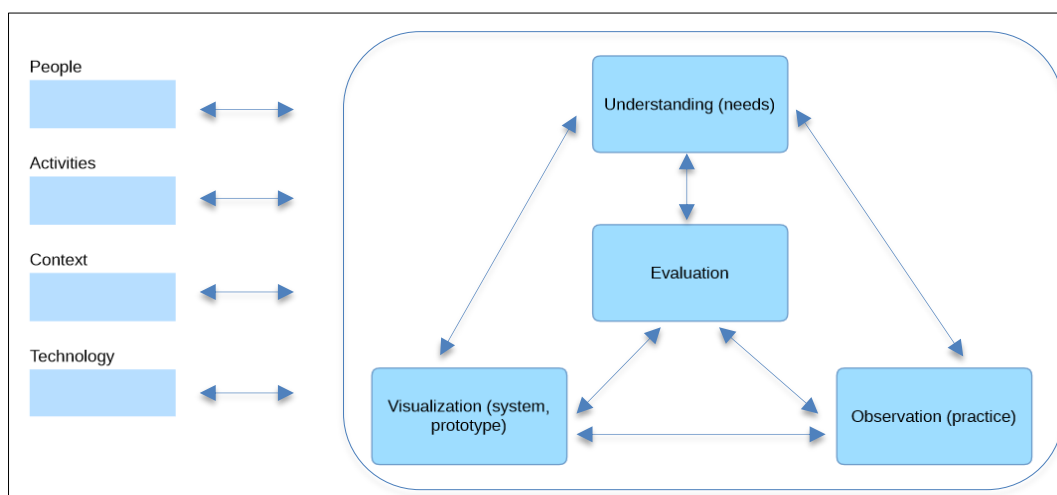 People
Activities
Context
Technology
Understanding (needs)
Evaluation
Visualization (system,
prototype)
Observation (practice)